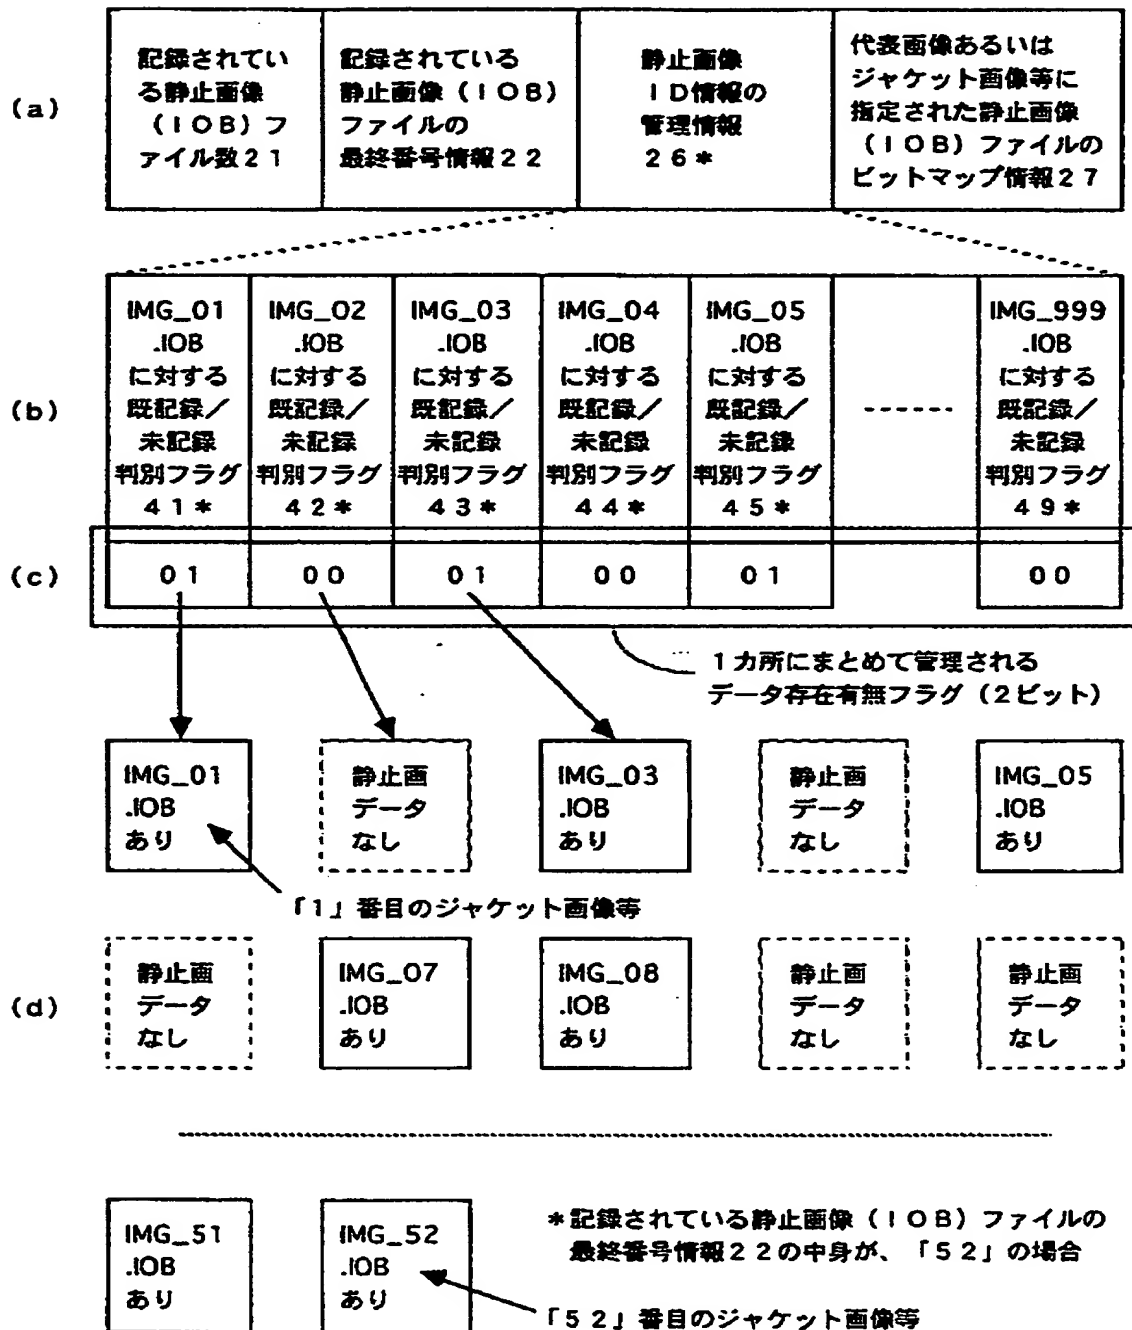 (a)
記録されてい
る静止画像
（IOB）フ
ァイル数21
記録されている
静止画像（IOB）
ファイルの
最終番号情報22
静止画像
ID情報の
管理情報
26*
代表画像あるいは
ジャケット画像等に
指定された静止画像
（IOB）ファイルの
ビットマップ情報27
(b)
IMG_01
.IOB
に対する
既記録／
未記録
判別フラグ
41*
IMG_02
.IOB
に対する
既記録／
未記録
判別フラグ
42*
IMG_03
.IOB
に対する
既記録／
未記録
判別フラグ
43*
IMG_04
.IOB
に対する
既記録／
未記録
判別フラグ
44*
IMG_05
.IOB
に対する
既記録／
未記録
判別フラグ
45*
IMG_999
.IOB
に対する
既記録／
未記録
判別フラグ
49*
(c)
01
00
01
00
01
00
1カ所にまとめて管理される
データ存在有無フラグ（2ビット）
(d)
IMG_01
.IOB
あり
静止画
データ
なし
IMG_03
.IOB
あり
静止画
データ
なし
IMG_05
.IOB
あり
「1」番目のジャケット画像等
静止画
データ
なし
IMG_07
.IOB
あり
IMG_08
.IOB
あり
静止画
データ
なし
静止画
データ
なし
IMG_51
.IOB
あり
IMG_52
.IOB
あり
*記録されている静止画像（IOB）ファイルの
最終番号情報22の中身が、「52」の場合
「52」番目のジャケット画像等